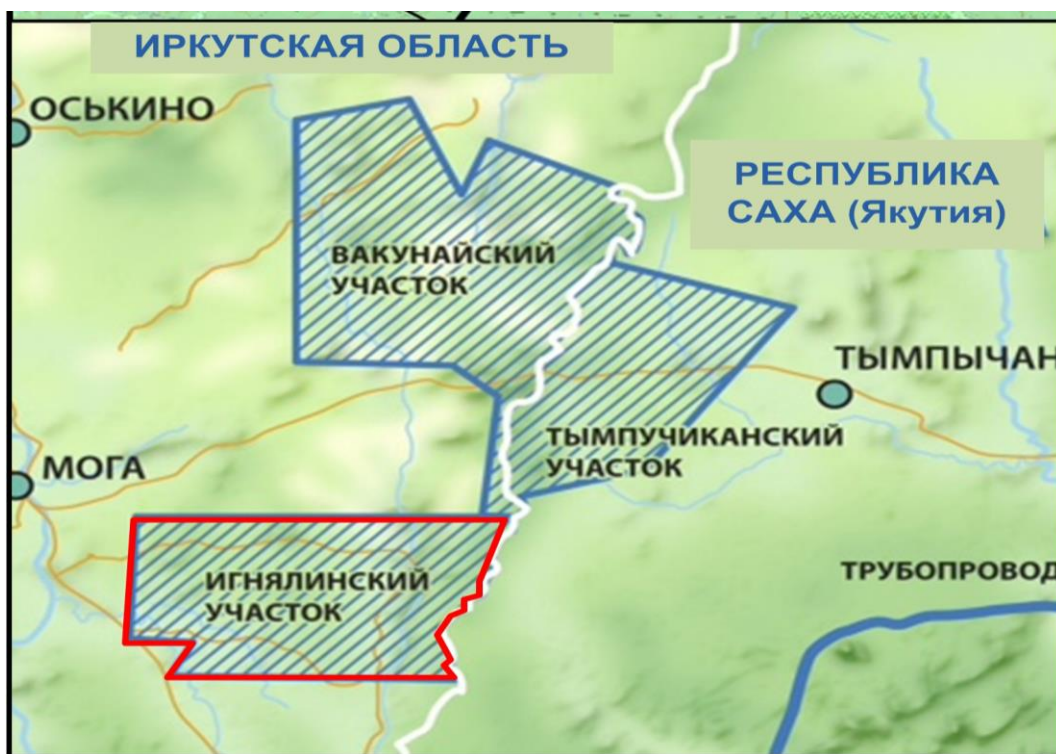 ИРКУТСКАЯ ОБЛАСТЬ
ОСЬКИНО
РЕСПУБЛИКА
САХА (Якутия)
ВАКУНАЙСКИЙ
УЧАСТОК
ТЫМПЫЧАН
ТЫМПУЧИКАНСКИЙ
УЧАСТОК
МОГА
ИГНЯЛИНСКИЙ
УЧАСТОК
ТРУБОПРОВОД